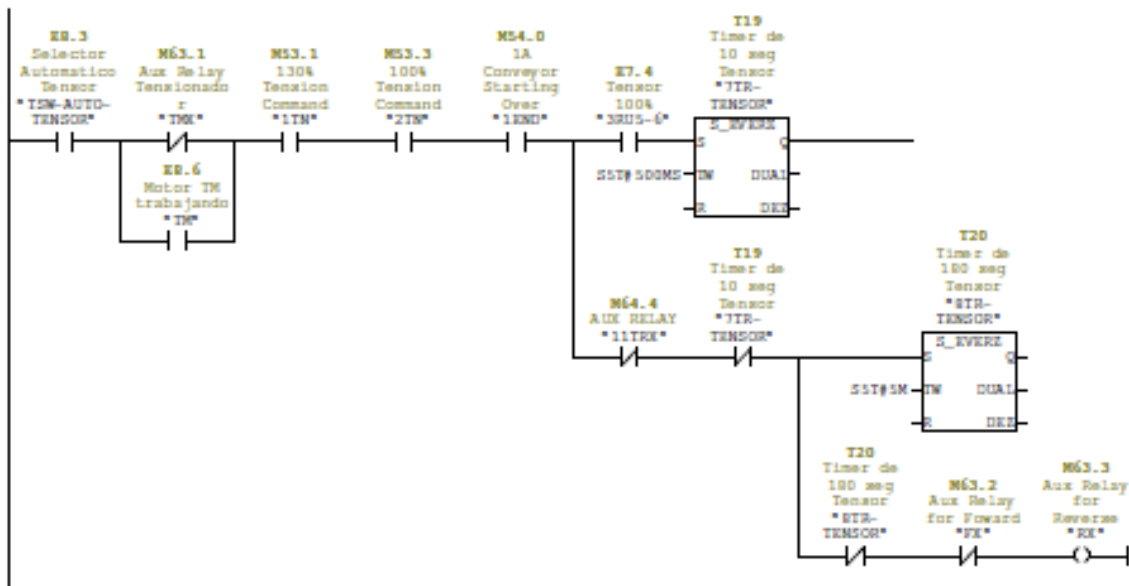 E8.3
Selector
Automatico
Tensor
"TSW-AUTO-
TENSOR"
M63.1
Aux Relay
Tensionado
r
"TMX"
M53.1
130%
Tension
Command
"1TN"
M53.3
100%
Tension
Command
"2TN"
M54.0
1A
Conveyor
Starting
Over
"1END"
E7.4
Tensor
100%
"3RUS-6"
T19
Timer de
10 seg
Tensor
"7TR-
TENSOR"
S_EVERZ
S
Q
S5T#500MS
TW
DUAL
R
DEZ
E8.6
Motor TM
trabajando
"TM"
M64.4
AUX RELAY
"11TRX"
T19
Timer de
10 seg
Tensor
"7TR-
TENSOR"
T20
Timer de
180 seg
Tensor
"8TR-
TENSOR"
S_EVERZ
S
Q
S5T#5M
TW
DUAL
R
DEZ
T20
Timer de
180 seg
Tensor
"8TR-
TENSOR"
M63.2
Aux Relay
for Foward
"FX"
M63.3
Aux Relay
for
Reverse
"RX"